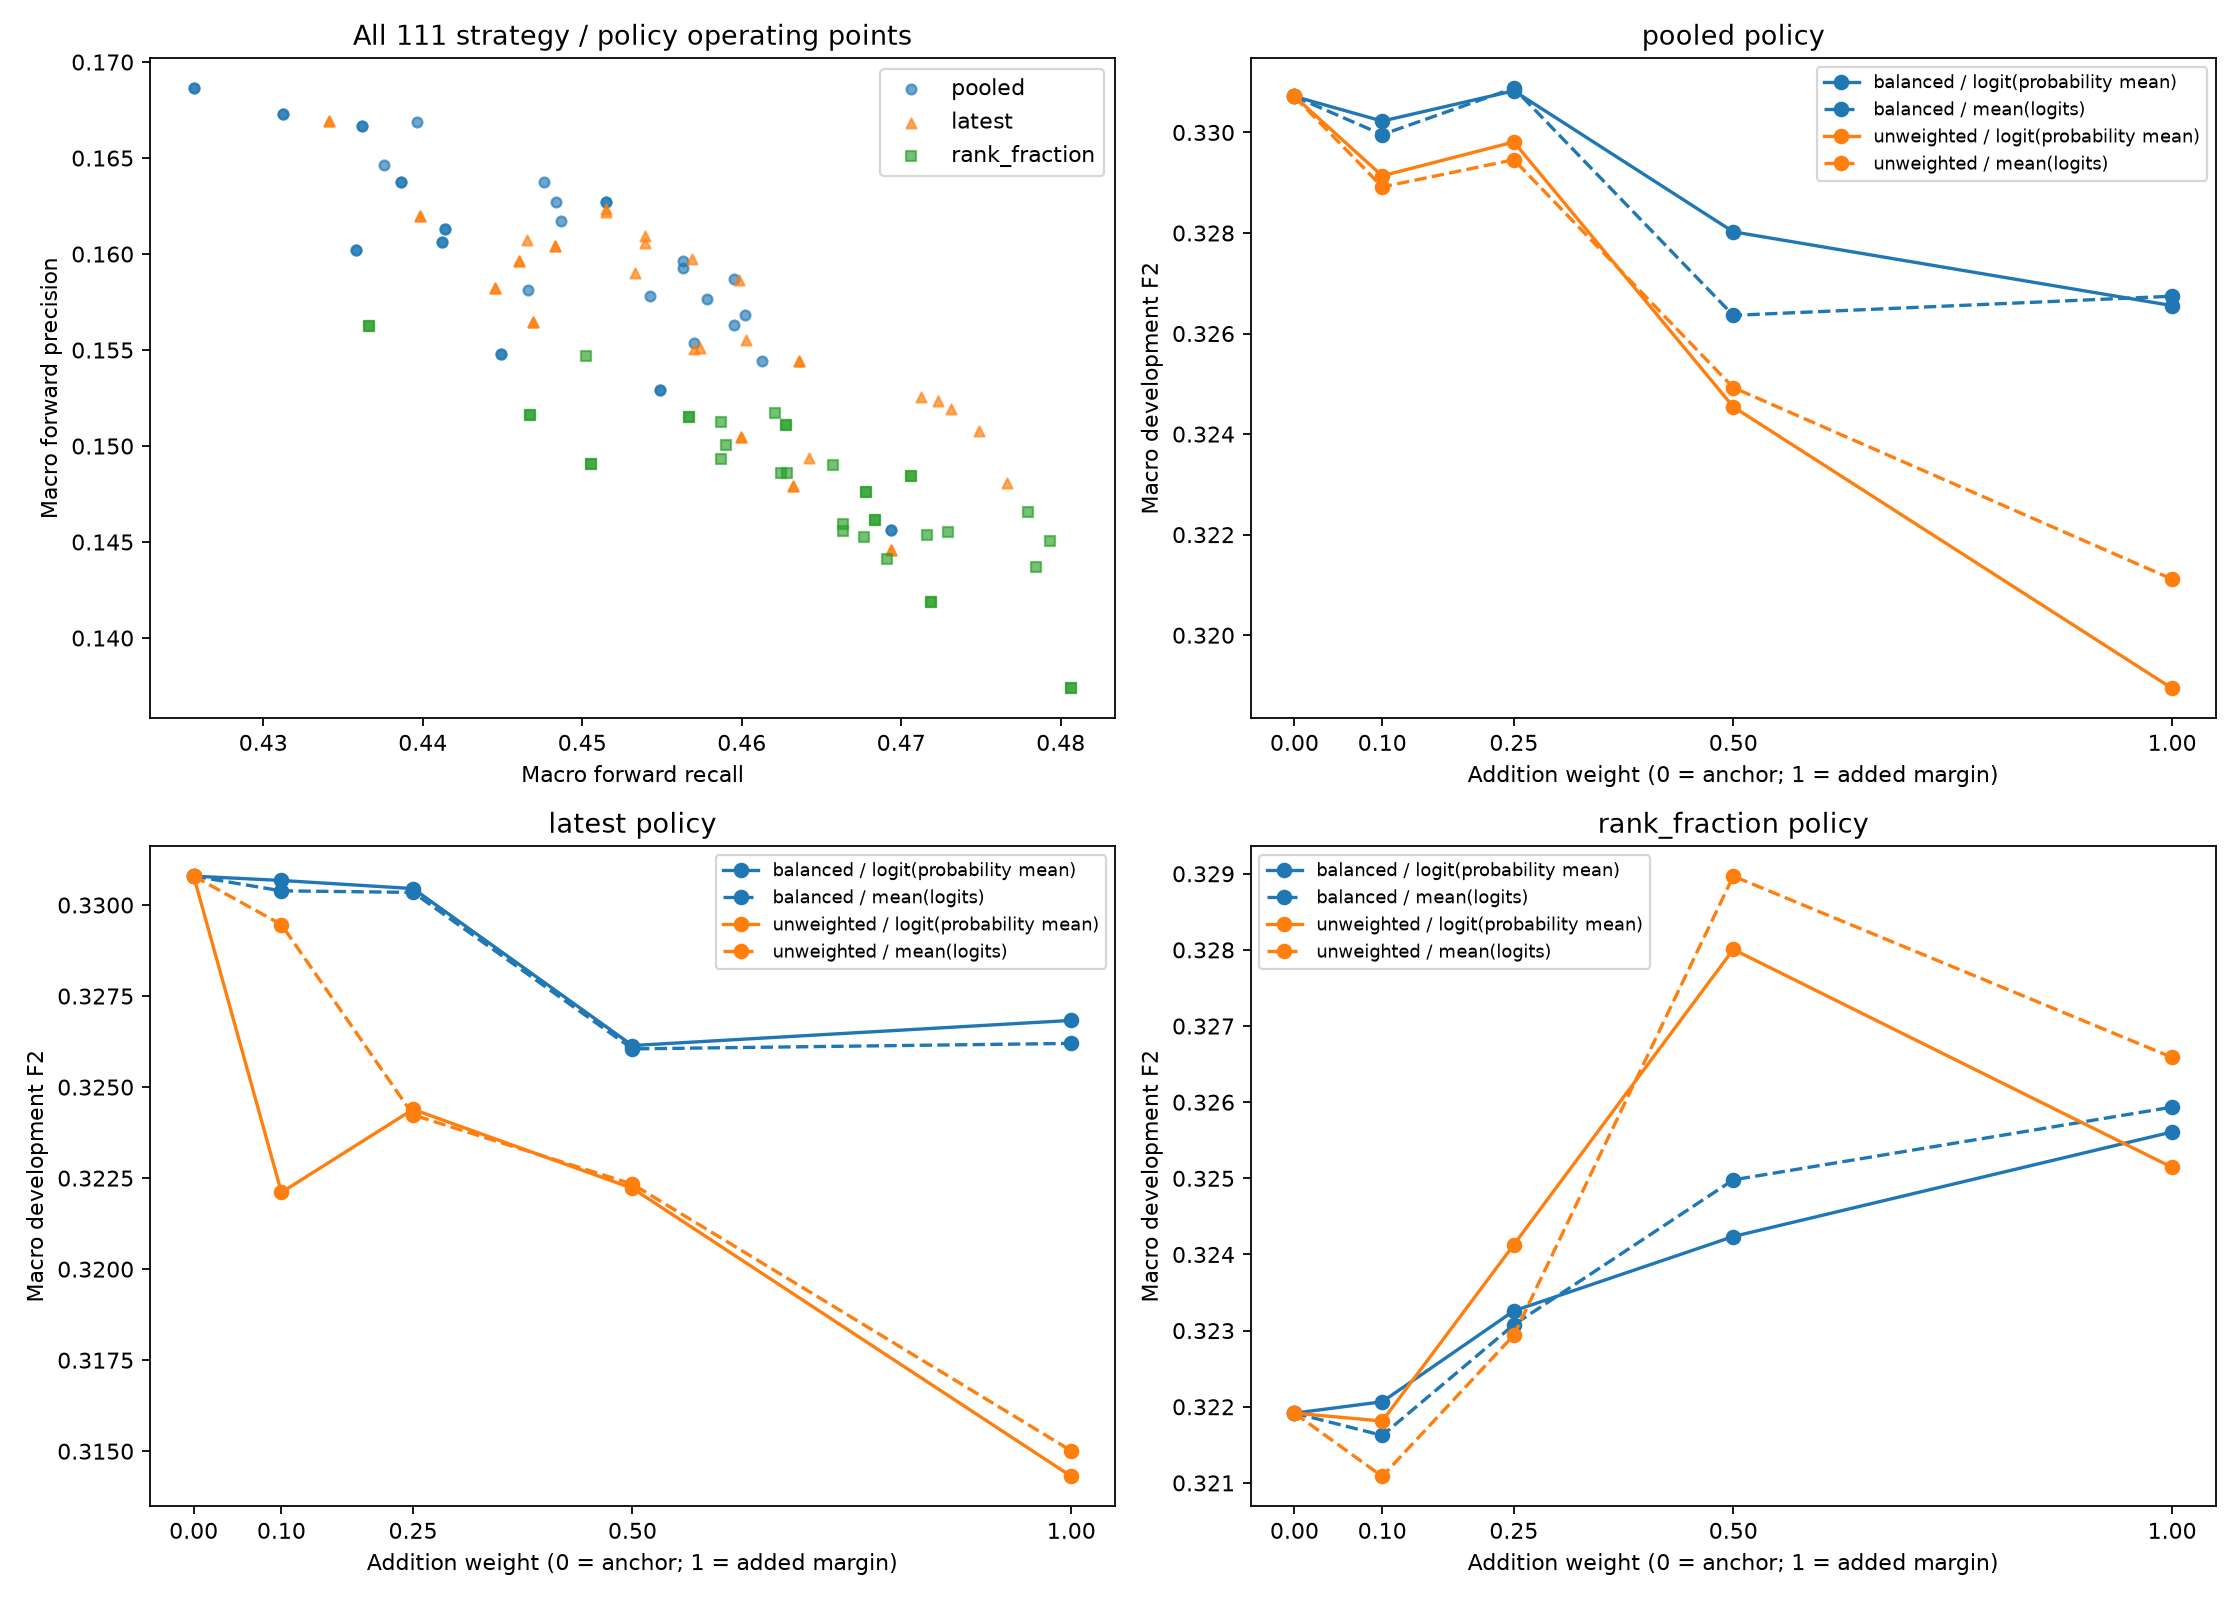 All 111 strategy / policy operating points
0.170
0.165
0.160
0.155
0.150
0.145
0.140
Macro forward precision
pooled
latest
rank_fraction
0.43 0.44 0.45 0.46 0.47 0.48
Macro forward recall
pooled policy
0.330
0.328
0.326
0.324
0.322
0.320
Macro development F2
balanced / logit(probability mean)
balanced / mean(logits)
unweighted / logit(probability mean)
unweighted / mean(logits)
0.00 0.10 0.25 0.50 1.00
Addition weight (0 = anchor; 1 = added margin)
latest policy
0.3300
0.3275
0.3250
0.3225
0.3200
0.3175
0.3150
Macro development F2
balanced / logit(probability mean)
balanced / mean(logits)
unweighted / logit(probability mean)
unweighted / mean(logits)
0.00 0.10 0.25 0.50 1.00
Addition weight (0 = anchor; 1 = added margin)
rank_fraction policy
0.329
0.328
0.327
0.326
0.325
0.324
0.323
0.322
0.321
Macro development F2
balanced / logit(probability mean)
balanced / mean(logits)
unweighted / logit(probability mean)
unweighted / mean(logits)
0.00 0.10 0.25 0.50 1.00
Addition weight (0 = anchor; 1 = added margin)